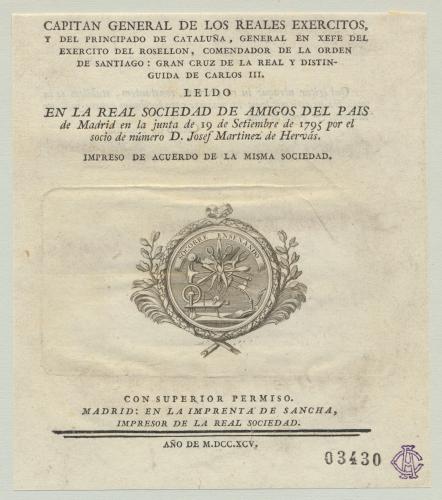 CAPITAN GENERAL DE LOS REALES EXERCITOS,
Y DEL PRINCIPADO DE CATALUÑA, GENERAL EN XEFE DEL
EXERCITO DEL ROSELLON, COMENDADOR DE LA ORDEN
DE SANTIAGO: GRAN CRUZ DE LA REAL Y DISTIN-
GUIDA DE CARLOS III.
LEIDO
EN LA REAL SOCIEDAD DE AMIGOS DEL PAIS
de Madrid en la junta de 19 de Setiembre de 1795 por el
socio de número D. Josef Martinez de Hervás.
IMPRESO DE ACUERDO DE LA MISMA SOCIEDAD.
SOCORRE ENSEÑANDO
CON SUPERIOR PERMISO.
MADRID: EN LA IMPRENTA DE SANCHA,
IMPRESOR DE LA REAL SOCIEDAD.
AÑO DE M.DCC.XCV.
03430